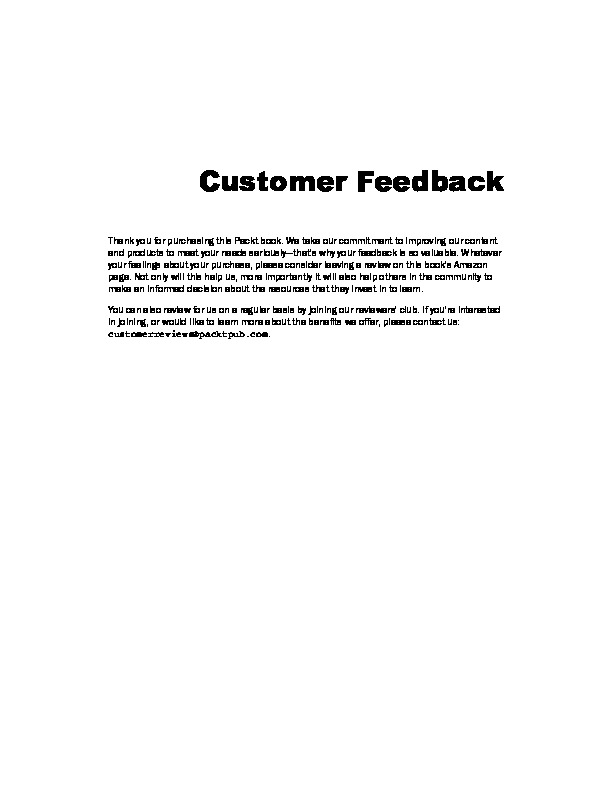 Customer Feedback
Thank you for purchasing this Packt book. We take our commitment to improving our content
and products to meet your needs seriously—that's why your feedback is so valuable. Whatever
your feelings about your purchase, please consider leaving a review on this book's Amazon
page. Not only will this help us, more importantly it will also help others in the community to
make an informed decision about the resources that they invest in to learn.
You can also review for us on a regular basis by joining our reviewers' club. If you're interested
in joining, or would like to learn more about the benefits we offer, please contact us:
customerreviews@packtpub.com.